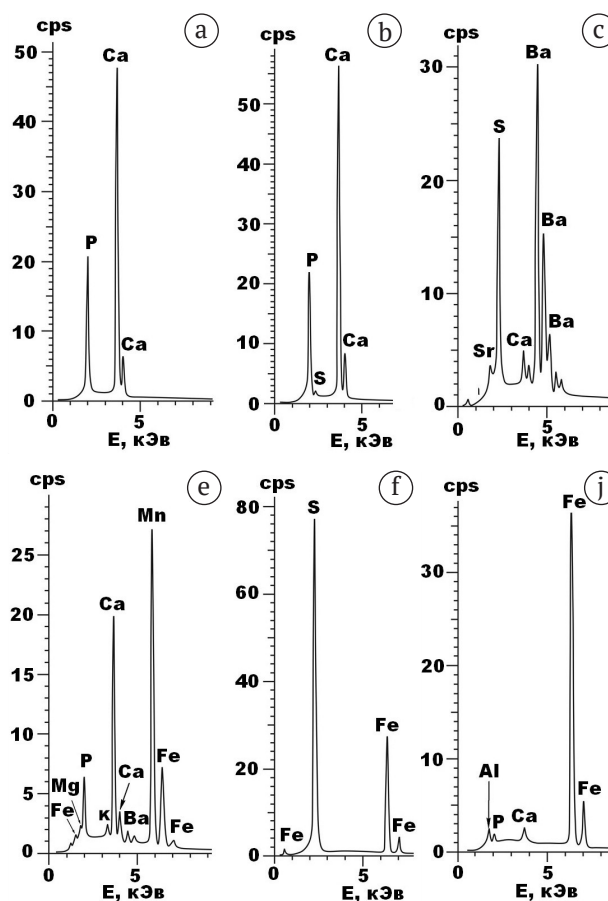 cps
a
Ca
50
40
30
P
20
10
Ca
0
0
5
E, кЭв
cps
b
Ca
50
40
30
P
20
10
S
Ca
0
0
5
E, кЭв
cps
c
Ba
30
S
20
Ba
10
Sr
Ca
Ba
0
0
5
E, кЭв
cps
e
Mn
25
Ca
20
15
10
P
Fe
Mg
Ca
5
Fe
K
Ba
Fe
0
0
5
E, кЭв
cps
f
80
S
60
40
Fe
20
Fe
Fe
0
0
5
E, кЭв
cps
j
Fe
30
20
10
Al
Fe
P
Ca
0
0
5
E, кЭв